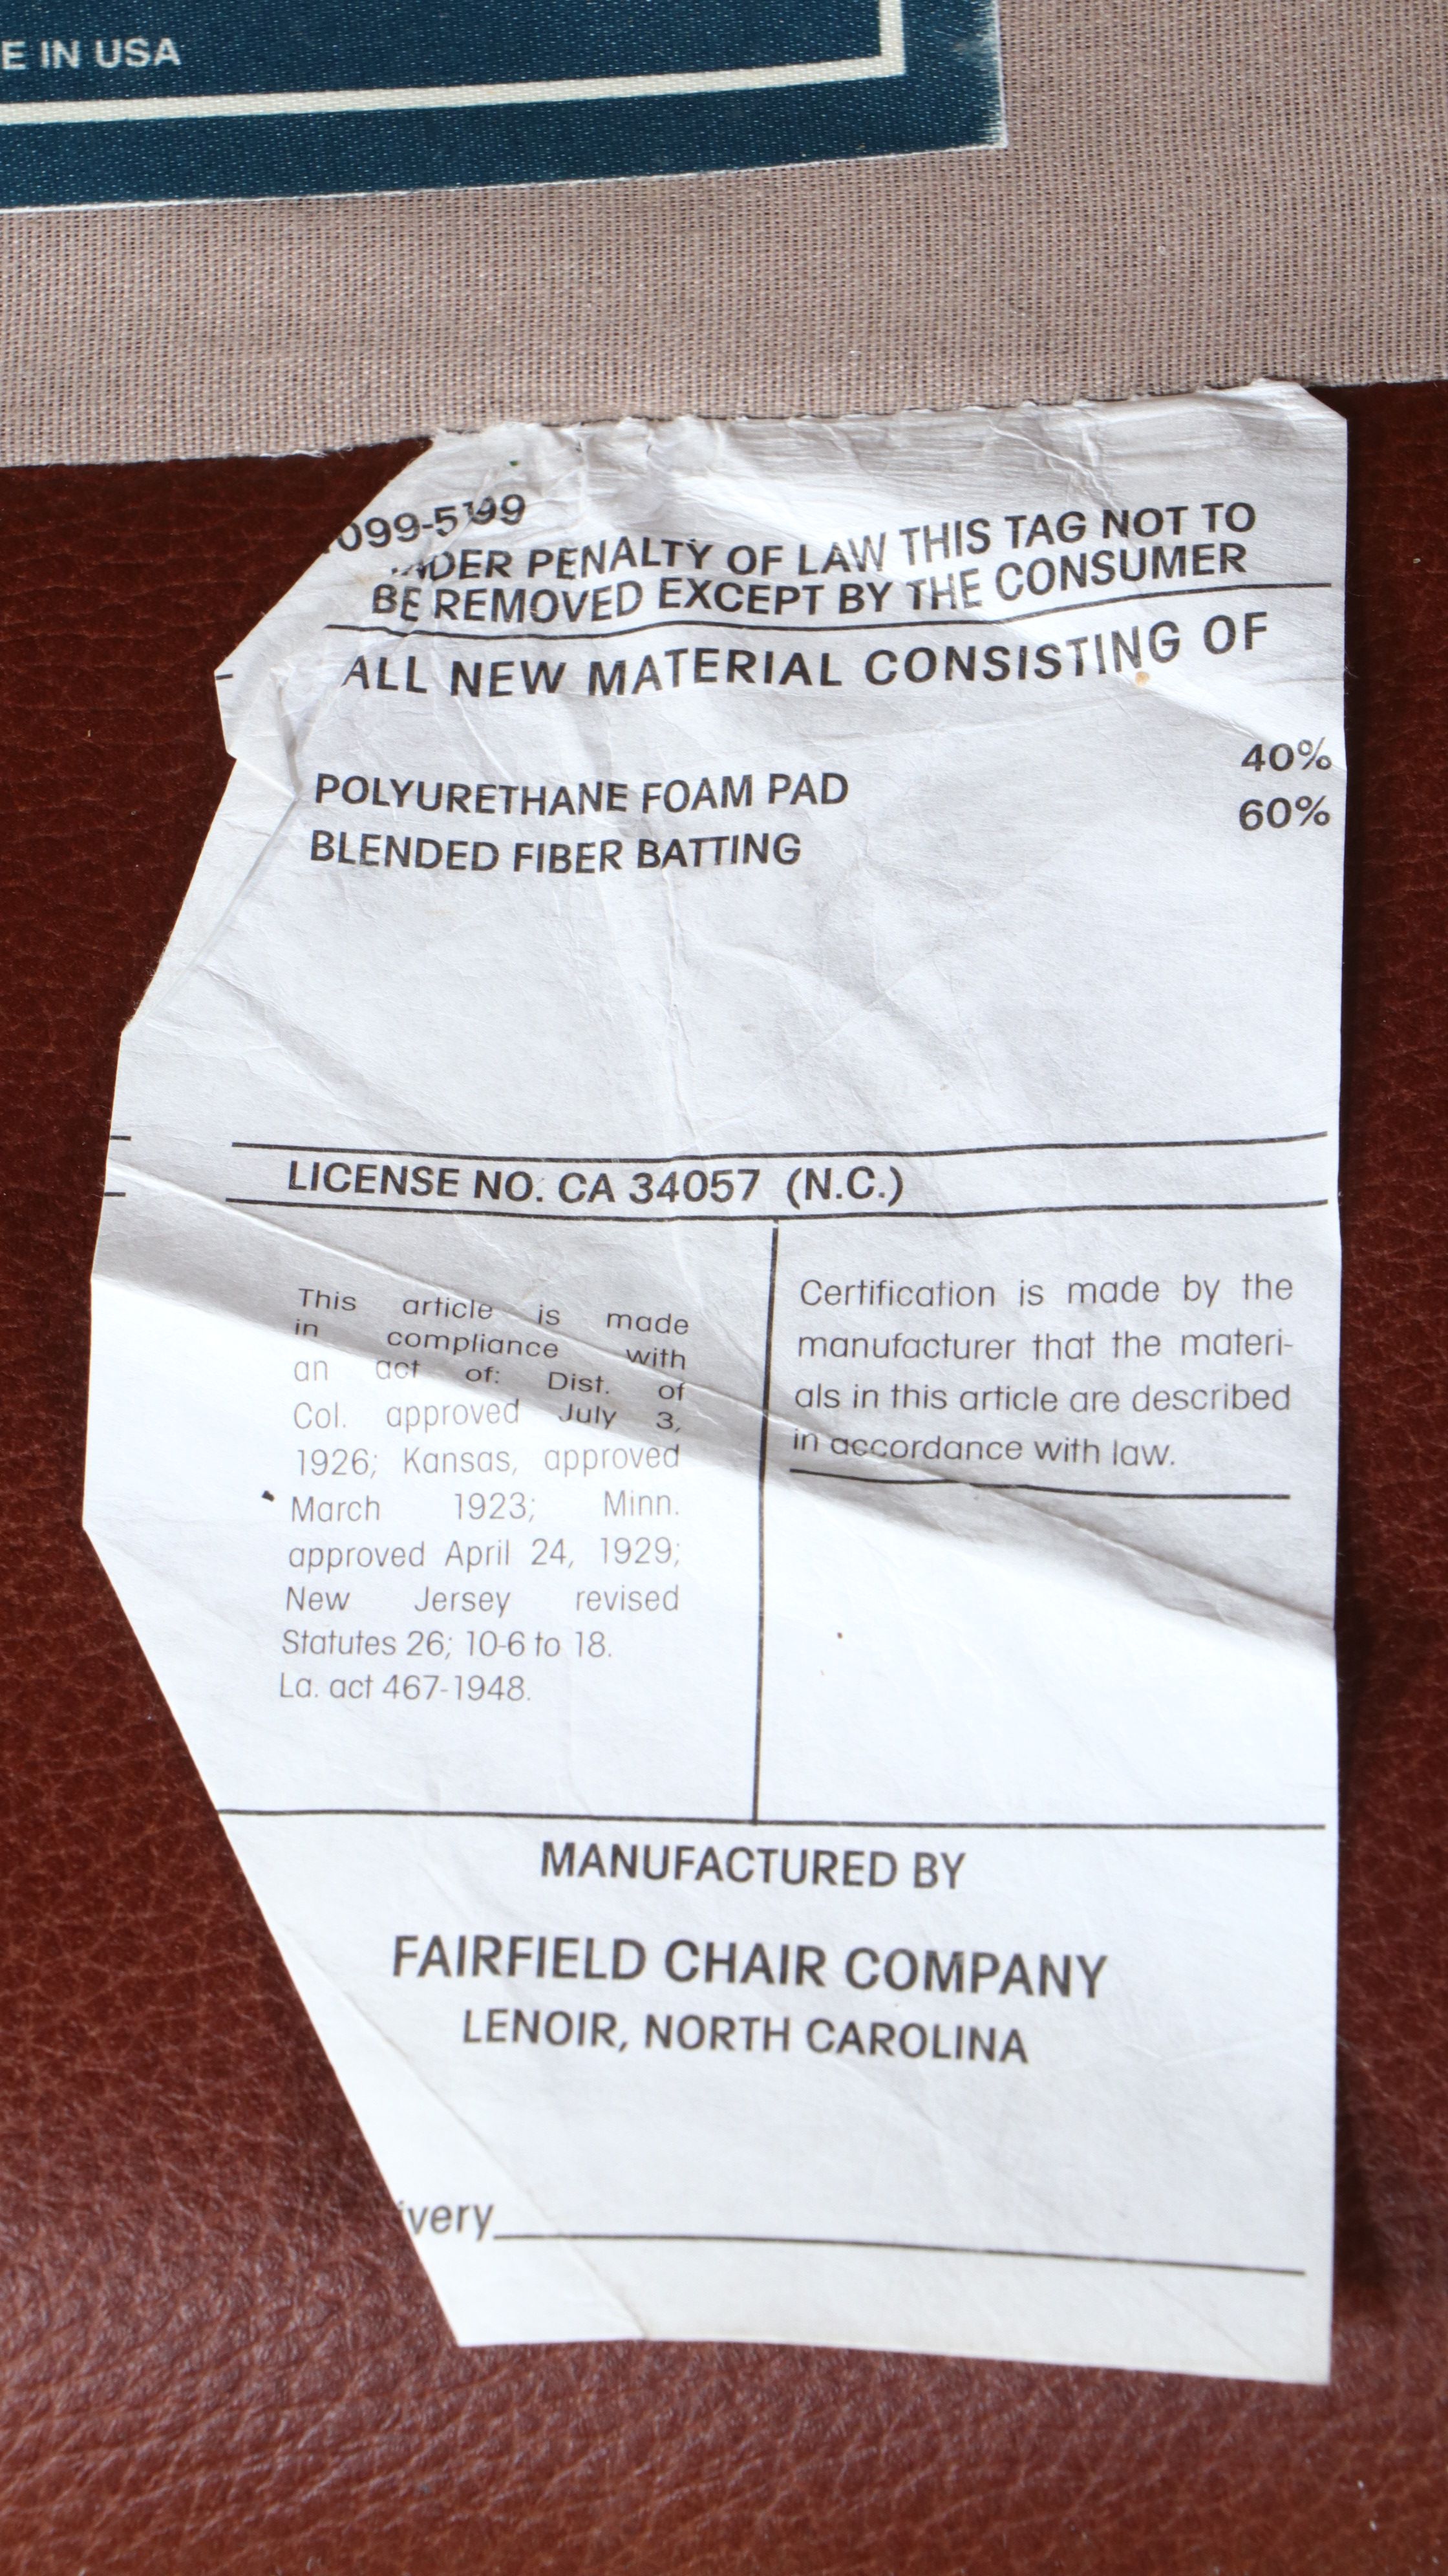 E IN USA
099-5199
DER PENALTY OF LAW THIS TAG NOT TO
BE REMOVED EXCEPT BY THE CONSUMER
ALL NEW MATERIAL CONSISTING OF
POLYURETHANE FOAM PAD 40%
BLENDED FIBER BATTING 60%
LICENSE NO. CA 34057 (N.C.)
This article is made
in compliance with
an act of: Dist. of
Col. approved July 3,
1926; Kansas, approved
March 1923; Minn.
approved April 24, 1929;
New Jersey revised
Statutes 26; 10-6 to 18.
La. act 467-1948.
Certification is made by the
manufacturer that the materi-
als in this article are described
in accordance with law.
MANUFACTURED BY
FAIRFIELD CHAIR COMPANY
LENOIR, NORTH CAROLINA
ivery